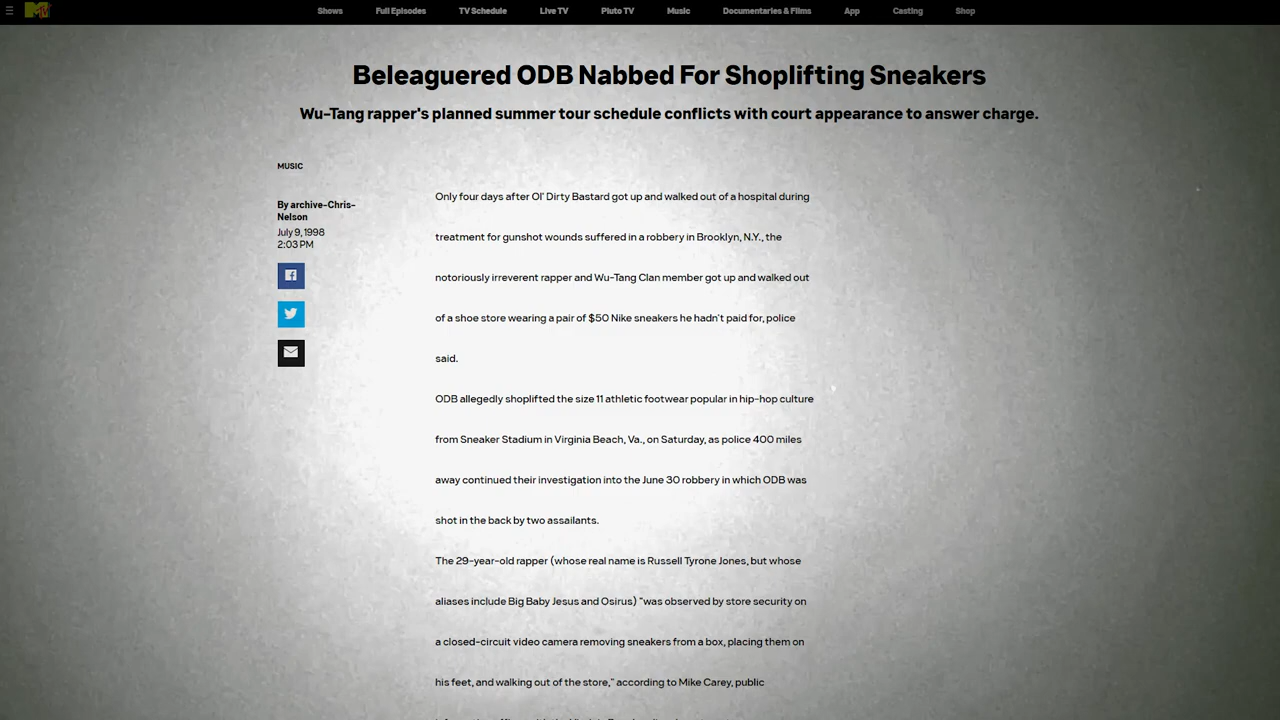 MTV
Shows Full Episodes TV Schedule Live TV Pluto TV Music Documentaries & Films App Casting Shop
Beleaguered ODB Nabbed For Shoplifting Sneakers
Wu-Tang rapper's planned summer tour schedule conflicts with court appearance to answer charge.
MUSIC
By archive-Chris-
Nelson
July 9, 1998
2:03 PM
Only four days after Ol' Dirty Bastard got up and walked out of a hospital during
treatment for gunshot wounds suffered in a robbery in Brooklyn, N.Y., the
notoriously irreverent rapper and Wu-Tang Clan member got up and walked out
of a shoe store wearing a pair of $50 Nike sneakers he hadn't paid for, police
said.
ODB allegedly shoplifted the size 11 athletic footwear popular in hip-hop culture
from Sneaker Stadium in Virginia Beach, Va., on Saturday, as police 400 miles
away continued their investigation into the June 30 robbery in which ODB was
shot in the back by two assailants.
The 29-year-old rapper (whose real name is Russell Tyrone Jones, but whose
aliases include Big Baby Jesus and Osirus) "was observed by store security on
a closed-circuit video camera removing sneakers from a box, placing them on
his feet, and walking out of the store," according to Mike Carey, public